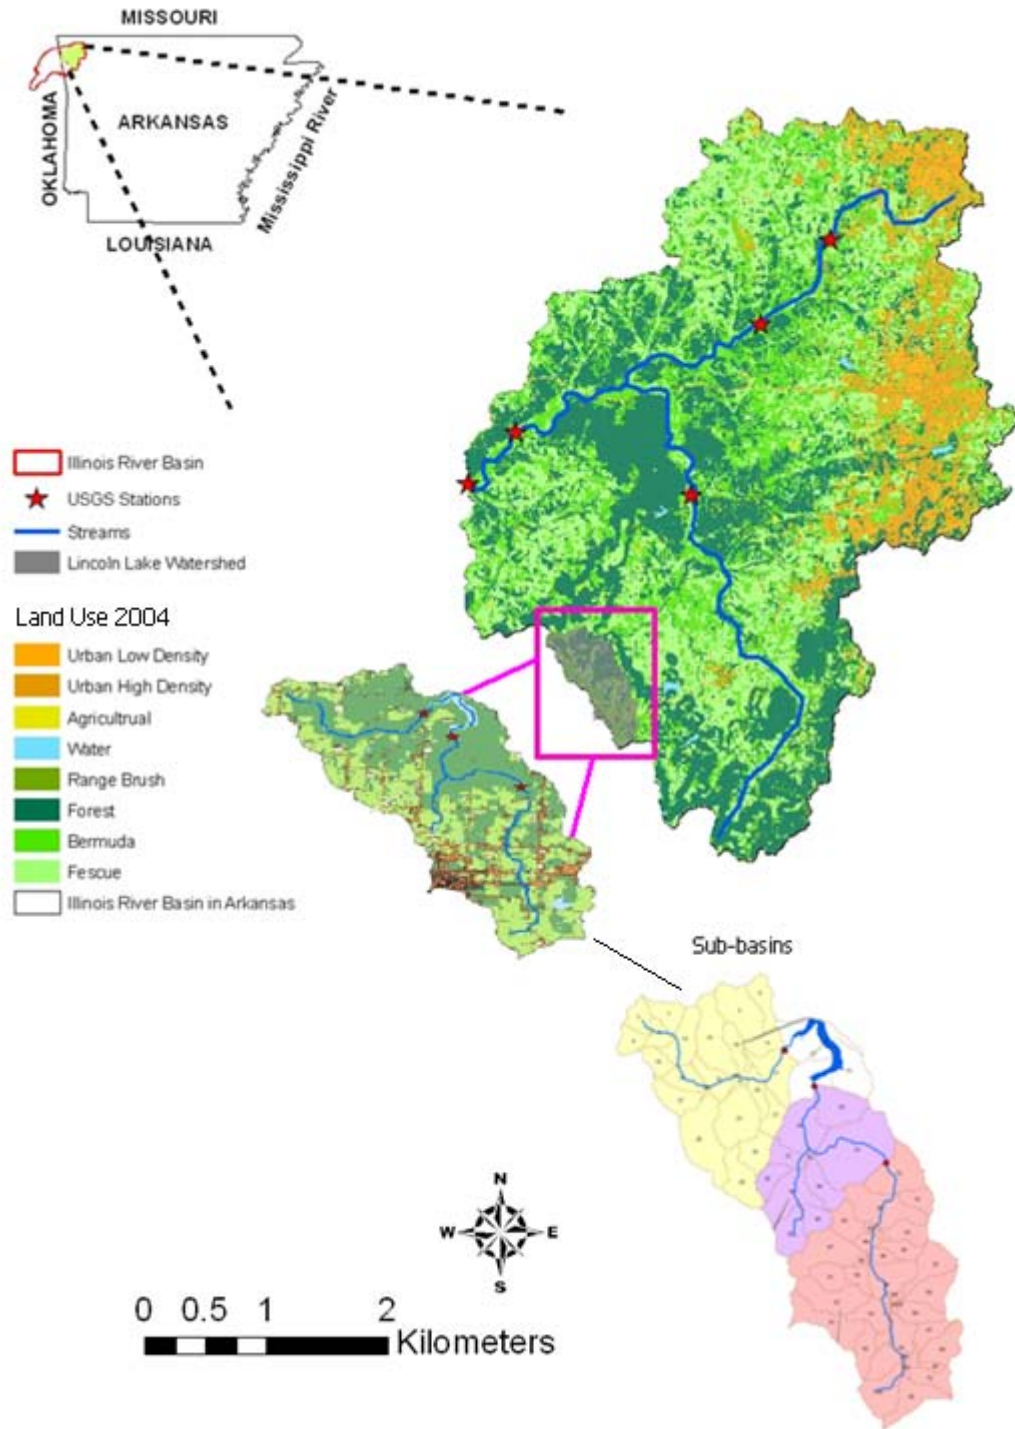 MISSOURI
OKLAHOMA
ARKANSAS
Mississippi River
LOUISIANA
Illinois River Basin
USGS Stations
Streams
Lincoln Lake Watershed
Land Use 2004
Urban Low Density
Urban High Density
Agricultrual
Water
Range Brush
Forest
Bermuda
Fescue
Illinois River Basin in Arkansas
Sub-basins
N
W E
S
0 0.5 1 2
Kilometers